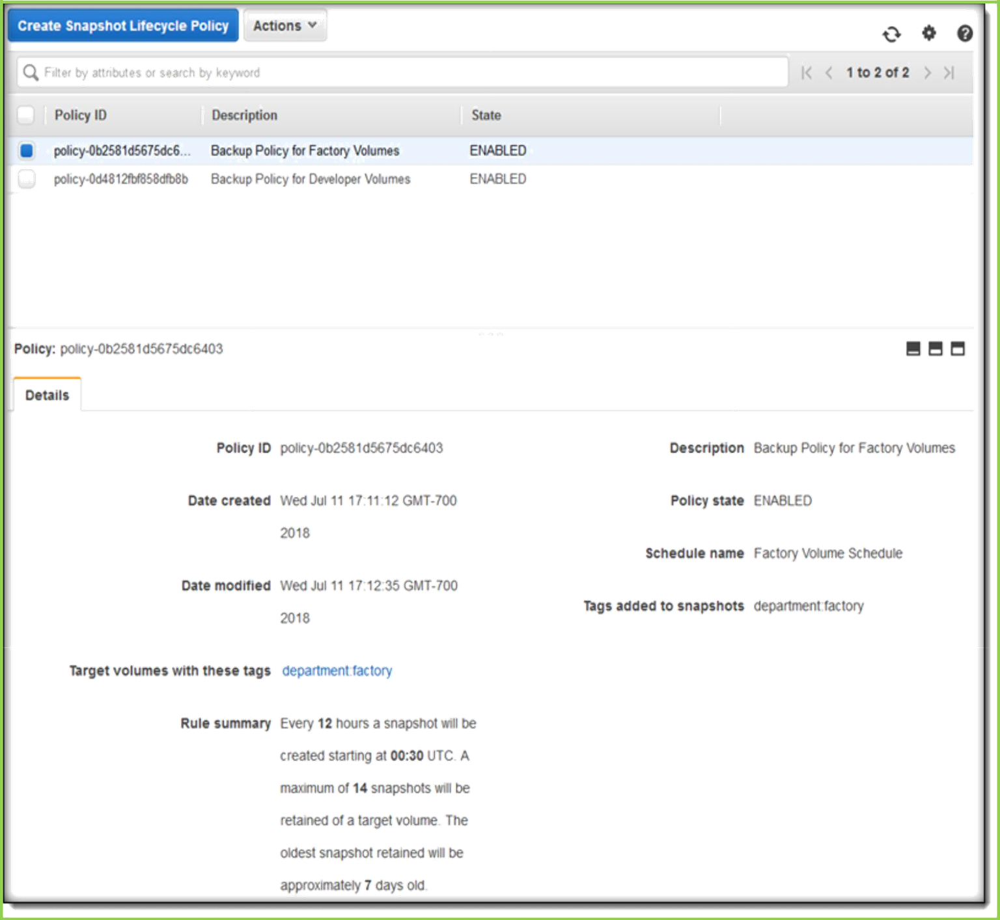 Create Snapshot Lifecycle Policy Actions
Filter by attributes or search by keyword 1 to 2 of 2
Policy ID Description State
policy-0b2581d5675dc6... Backup Policy for Factory Volumes ENABLED
policy-0d4812fbf858dfb8b Backup Policy for Developer Volumes ENABLED
Policy: policy-0b2581d5675dc6403
Details
Policy ID policy-0b2581d5675dc6403 Description Backup Policy for Factory Volumes
Date created Wed Jul 11 17:11:12 GMT-700 Policy state ENABLED
2018
Schedule name Factory Volume Schedule
Date modified Wed Jul 11 17:12:35 GMT-700
Tags added to snapshots department:factory
2018
Target volumes with these tags department:factory
Rule summary Every 12 hours a snapshot will be
created starting at 00:30 UTC. A
maximum of 14 snapshots will be
retained of a target volume. The
oldest snapshot retained will be
approximately 7 days old.